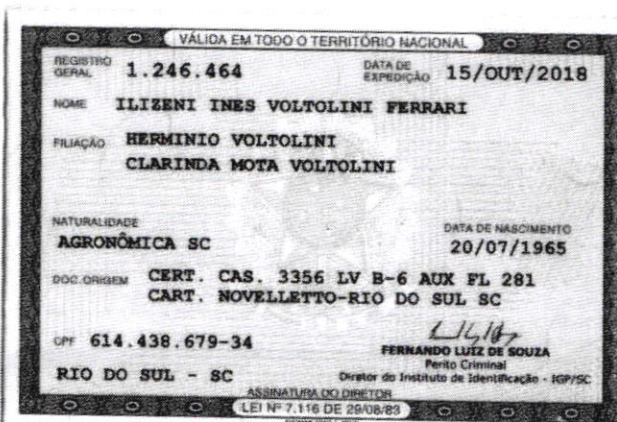 VÁLIDA EM TODO O TERRITÓRIO NACIONAL
REGISTRO GERAL 1.246.464 DATA DE EXPEDIÇÃO 15/OUT/2018
NOME ILIZENI INES VOLTOLINI FERRARI
FILIAÇÃO HERMINIO VOLTOLINI
CLARINDA MOTA VOLTOLINI
NATURALIDADE DATA DE NASCIMENTO
AGRONÔMICA SC 20/07/1965
DOC. ORIGEM CERT. CAS. 3356 LV B-6 AUX FL 281
CART. NOVELLETTO-RIO DO SUL SC
CPF 614.438.679-34
FERNANDO LUIZ DE SOUZA
Perito Criminal
RIO DO SUL - SC Diretor do Instituto de Identificação - IGP/SC
ASSINATURA DO DIRETOR
LEI Nº 7.116 DE 29/08/83